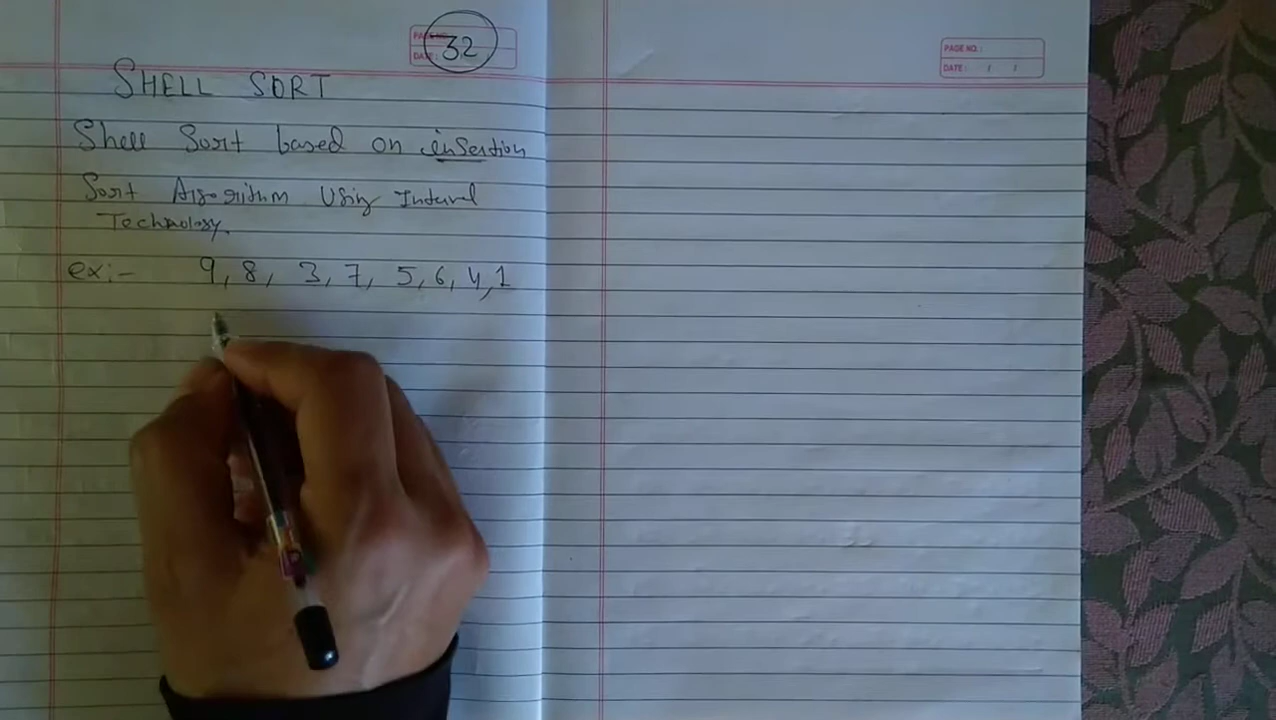 32
SHELL SORT
Shell Sort based on insertion
Sort Algorithm Using Interval
Technology.
ex:- 9, 8, 3, 7, 5, 6, 4, 1
PAGE NO.:
DATE: / /